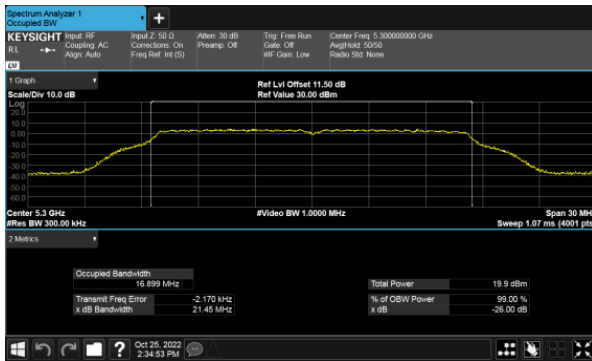 Spectrum Analyzer 1
Occupied BW
+
KEYSIGHT
RL
Input: RF
Coupling: AC
Align: Auto
Input Z: 50 Ω
Corrections: On
Freq Ref: Int (S)
Atten: 30 dB
Preamp: Off
Trig: Free Run
Gate: Off
#IF Gain: Low
Center Freq: 5.300000000 GHz
Avg|Hold: 50/50
Radio Std: None
1 Graph
Scale/Div 10.0 dB
Ref Lvl Offset 11.50 dB
Ref Value 30.00 dBm
Log
20.0
10.0
0.00
-10.0
-20.0
-30.0
-40.0
-50.0
-60.0
Center 5.3 GHz
#Video BW 1.0000 MHz
Span 30 MH
#Res BW 300.00 kHz
Sweep 1.07 ms (4001 pts
2 Metrics
Occupied Bandwidth
16.899 MHz
Total Power 19.9 dBm
Transmit Freq Error -2.170 kHz
% of OBW Power 99.00 %
x dB Bandwidth 21.45 MHz
x dB -26.00 dB
?
Oct 25, 2022
2:34:53 PM